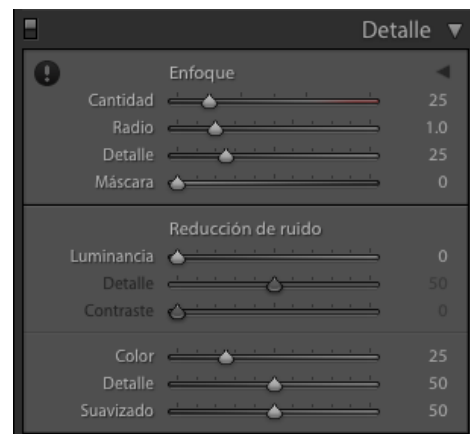 Detalle
Enfoque
Cantidad 25
Radio 1.0
Detalle 25
Máscara 0
Reducción de ruido
Luminancia 0
Detalle 50
Contraste 0
Color 25
Detalle 50
Suavizado 50